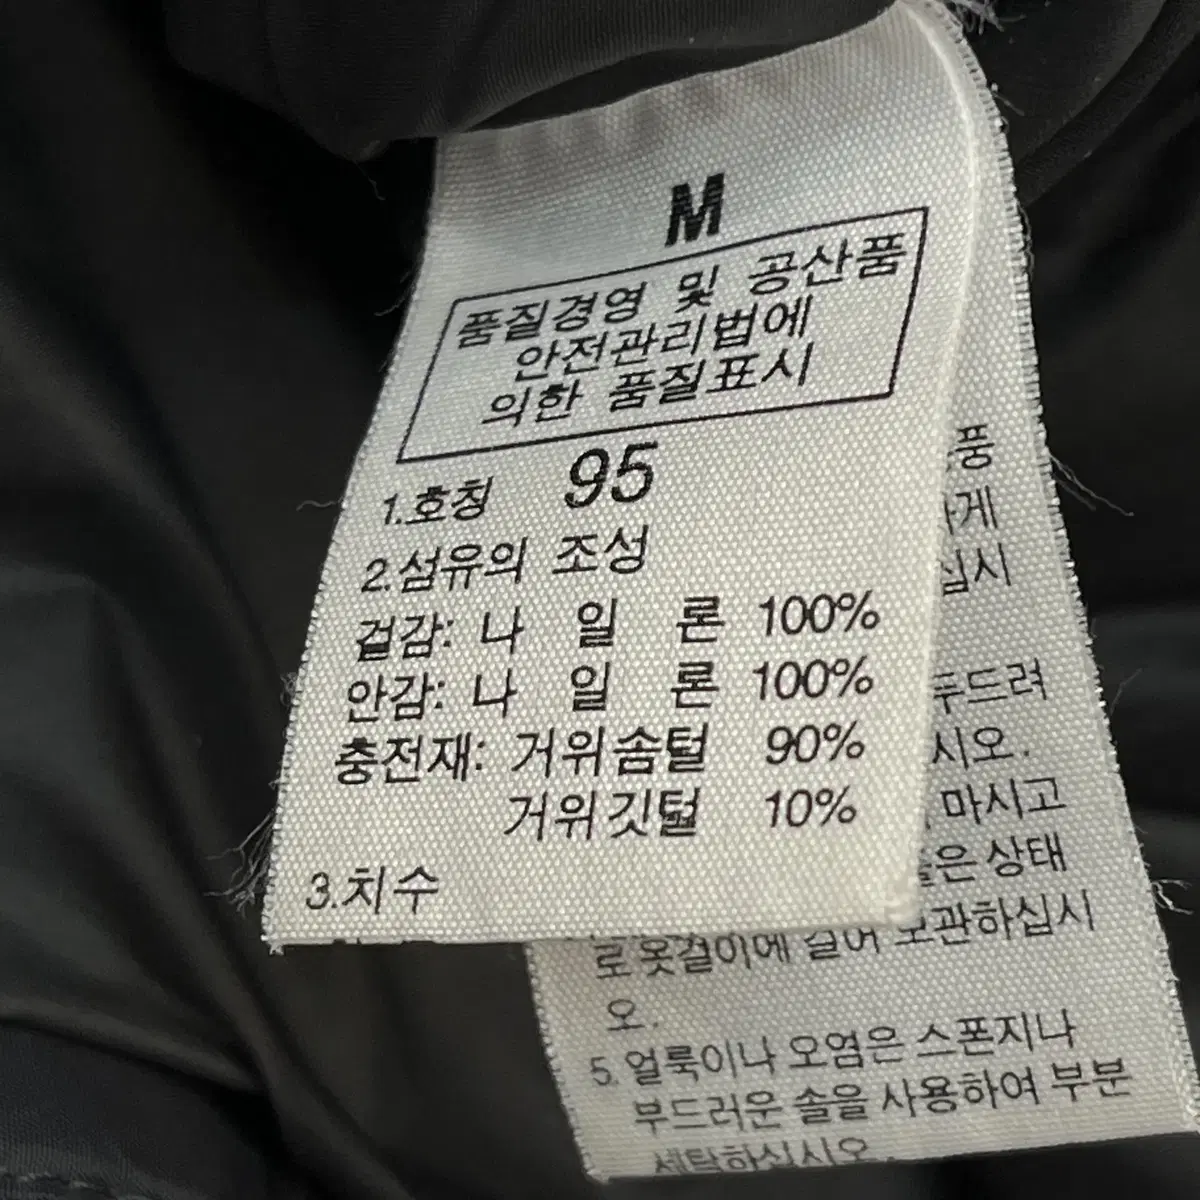 M
품질경영 및 공산품
안전관리법에
의한 품질표시
1.호칭 95
2.섬유의 조성
겉감: 나 일 론 100%
안감: 나 일 론 100%
충전재: 거위솜털 90%
거위깃털 10%
3.치수
풍
게
십시
두드려
시오.
마시고
은상태
로옷걸이에 걸어 보관하십시
오.
5. 얼룩이나 오염은 스폰지나
부드러운 솔을 사용하여 부분
세탁하십시오.